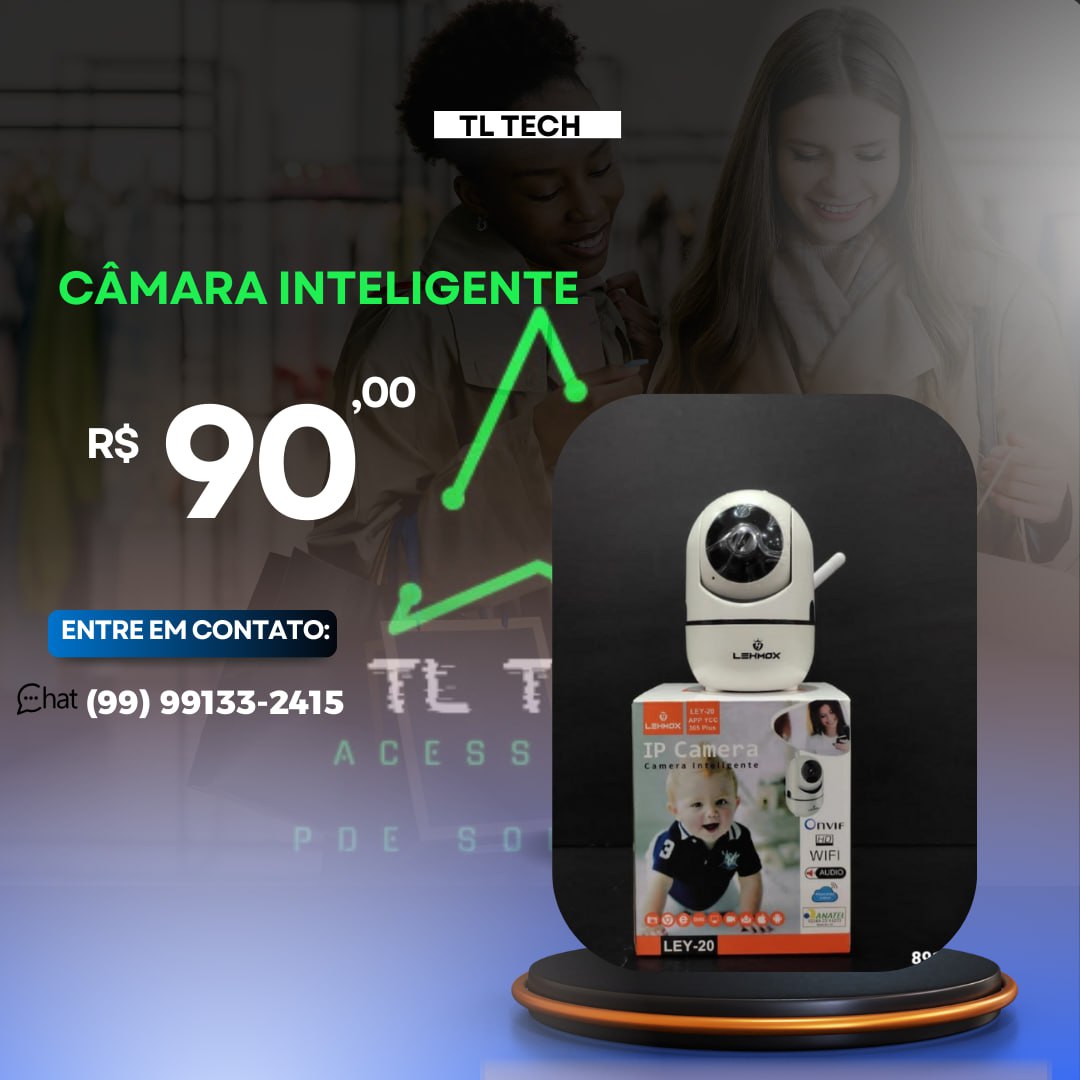 TL TECH
CÂMARA INTELIGENTE
R$ 90,00
ENTRE EM CONTATO:
Chat (99) 99133-2415
TL T
ACESS
PDE SO
LEHMOX
LEHMOX
LEY-20
APP YCC
365 Plus
IP Camera
Camera Inteligente
ONVIF
HD
WIFI
AUDIO
ANATEL
3
LEY-20